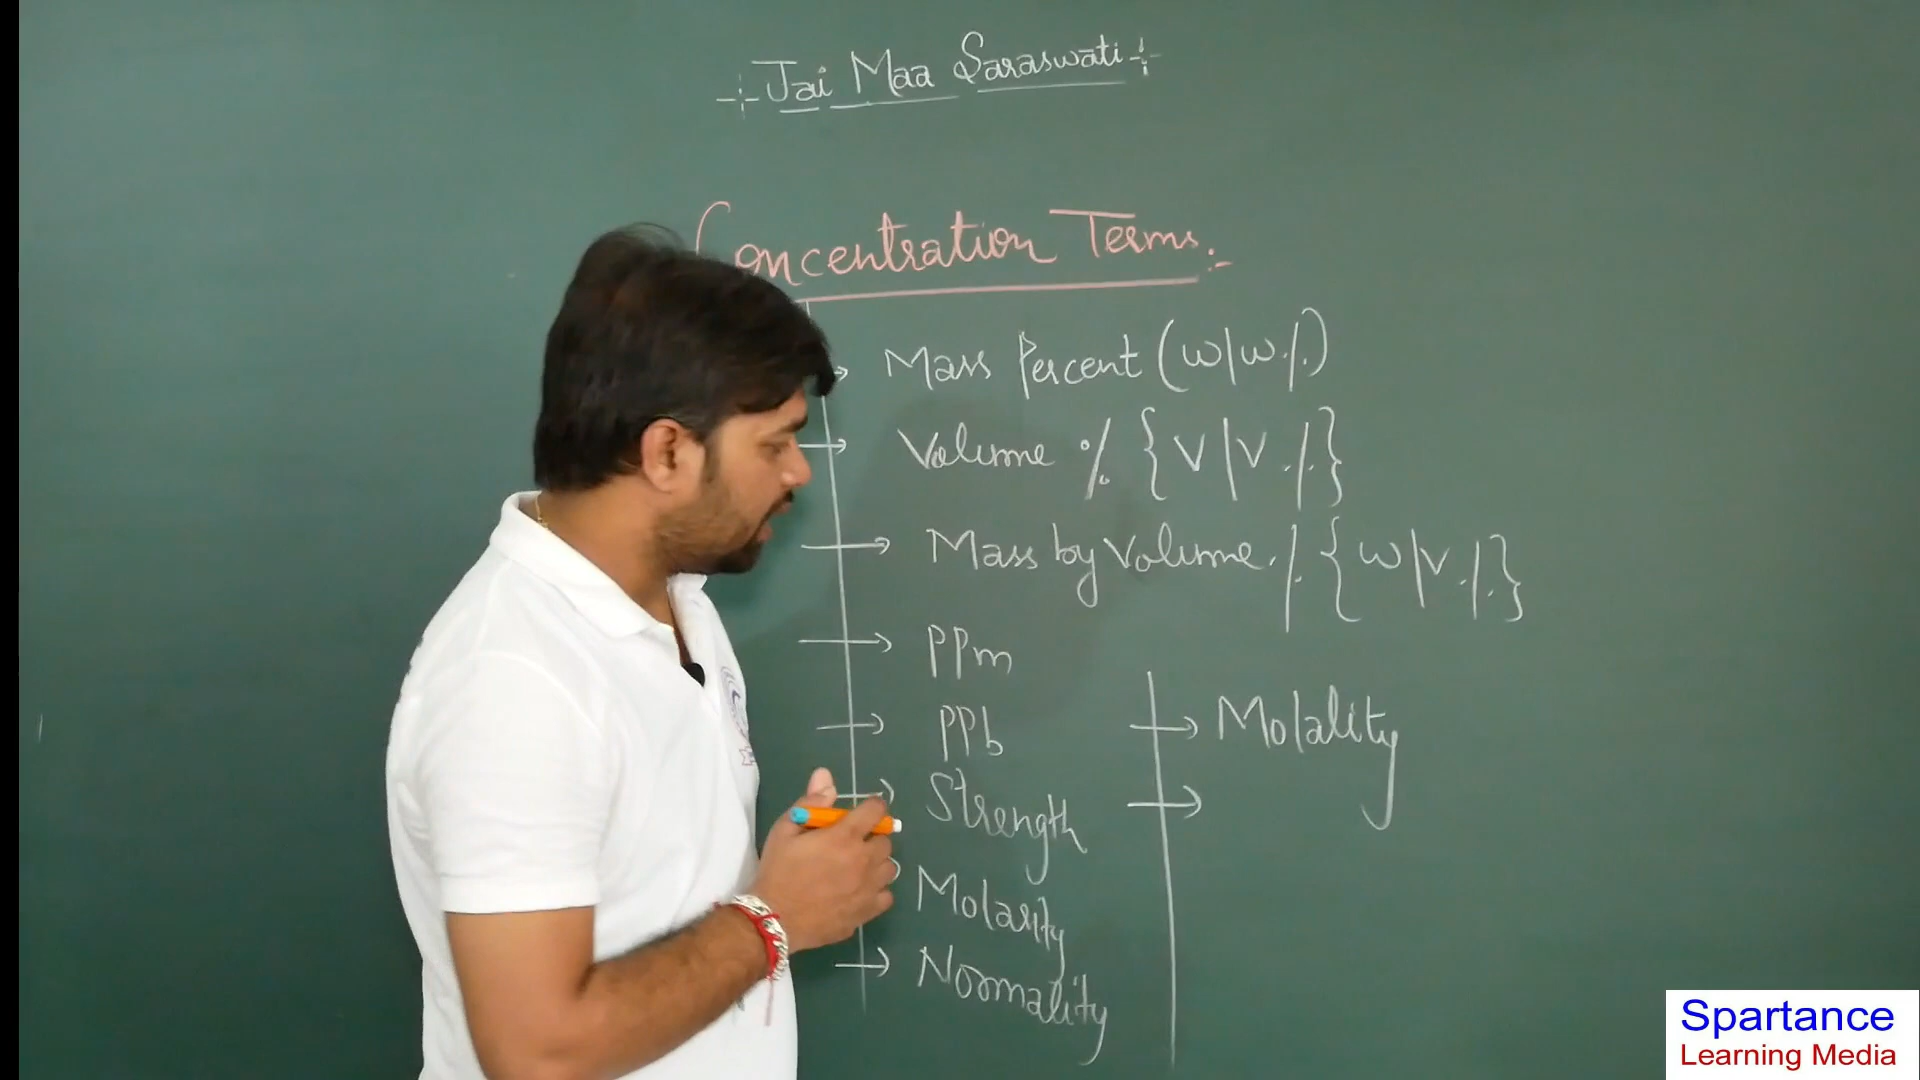 Jai Maa Saraswati
Concentration Terms:-
Mass Percent (w|w %)
Volume % {V|V %}
Mass by Volume % {w|v %}
PPm
PPb
Strength
Molarity
Normality
Molality
Spartance
Learning Media